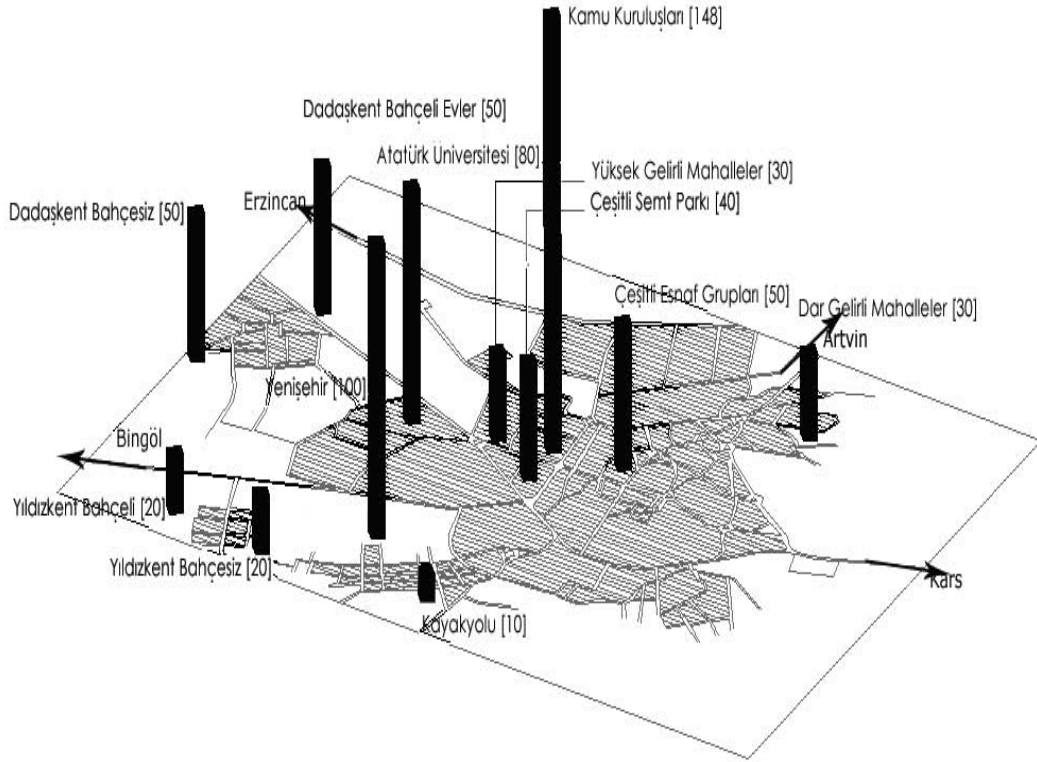 Kamu Kuruluşları [148]
Dadaşkent Bahçeli Evler [50]
Atatürk Üniversitesi [80]
Yüksek Gelirli Mahalleler [30]
Çeşitli Semt Parkı [40]
Erzincan
Dadaşkent Bahçesiz [50]
Çeşitli Esnaf Grupları [50]
Dar Gelirli Mahalleler [30]
Artvin
Yenişehir [100]
Bingöl
Yıldızkent Bahçeli [20]
Yıldızkent Bahçesiz [20]
Kars
Kayakyolu [10]